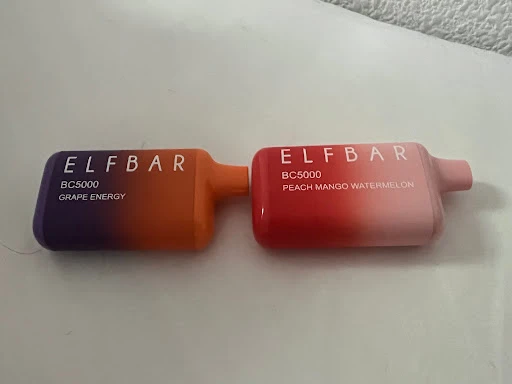 ELFBAR
BC5000
GRAPE ENERGY
ELFBAR
BC5000
PEACH MANGO WATERMELON